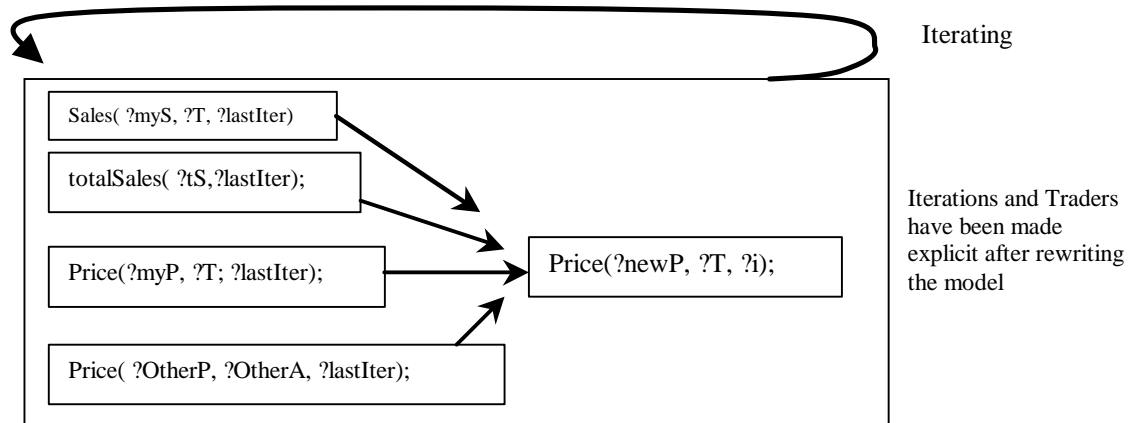 Iterating
Sales( ?myS, ?T, ?lastIter)
totalSales( ?tS,?lastIter);
Price(?myP, ?T; ?lastIter);
Price(?newP, ?T, ?i);
Price( ?OtherP, ?OtherA, ?lastIter);
Iterations and Traders
have been made
explicit after rewriting
the model